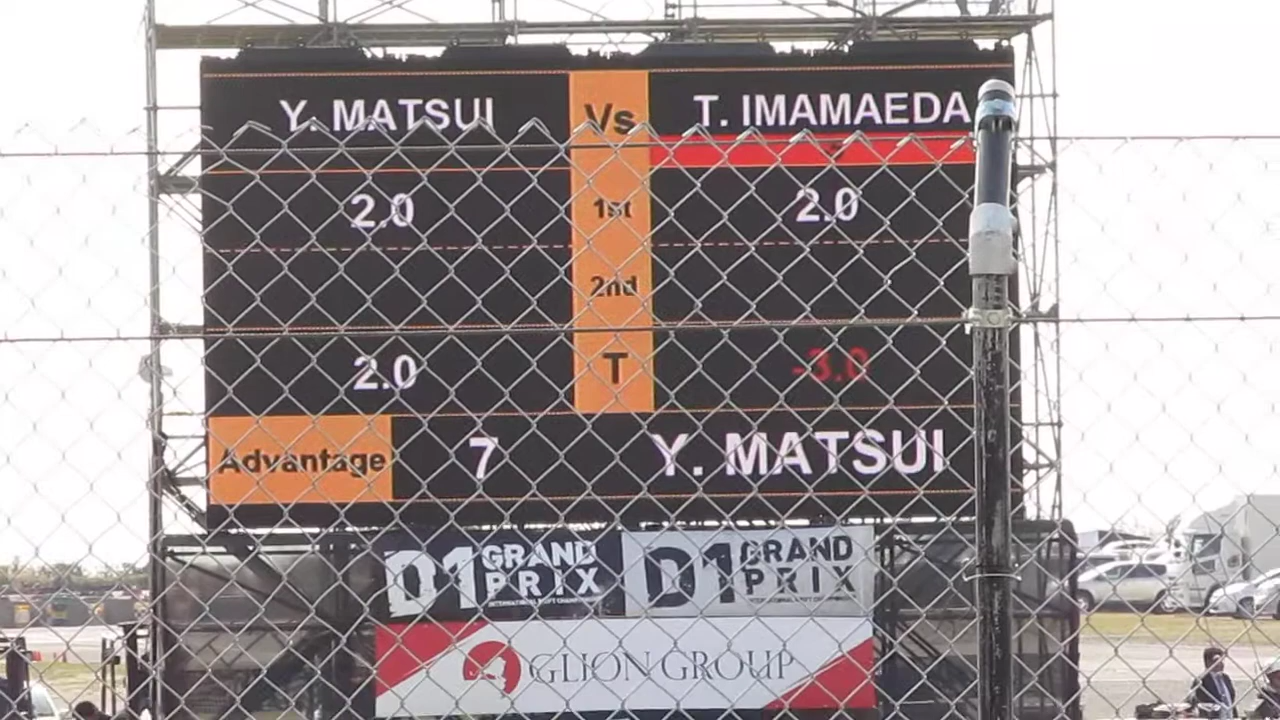 Y. MATSUI Vs T. IMAMAEDA
2.0 1st 2.0
2nd
2.0 T -3.0
Advantage 7 Y. MATSUI
D1 GRAND PRIX D1 GRAND PRIX
GLION GROUP